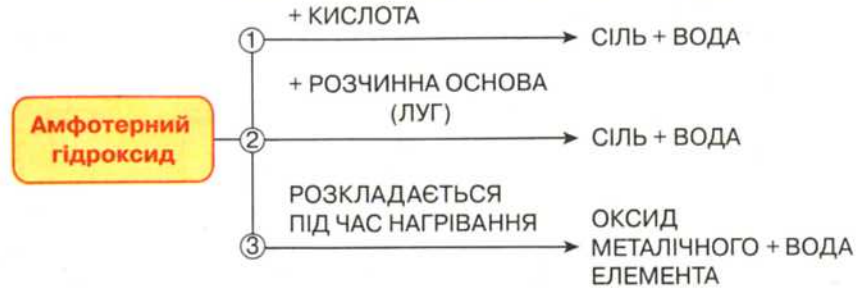 Амфотерний
гідроксид
① + КИСЛОТА
СІЛЬ + ВОДА
② + РОЗЧИННА ОСНОВА
(ЛУГ)
СІЛЬ + ВОДА
③ РОЗКЛАДАЄТЬСЯ
ПІД ЧАС НАГРІВАННЯ
ОКСИД
МЕТАЛІЧНОГО + ВОДА
ЕЛЕМЕНТА